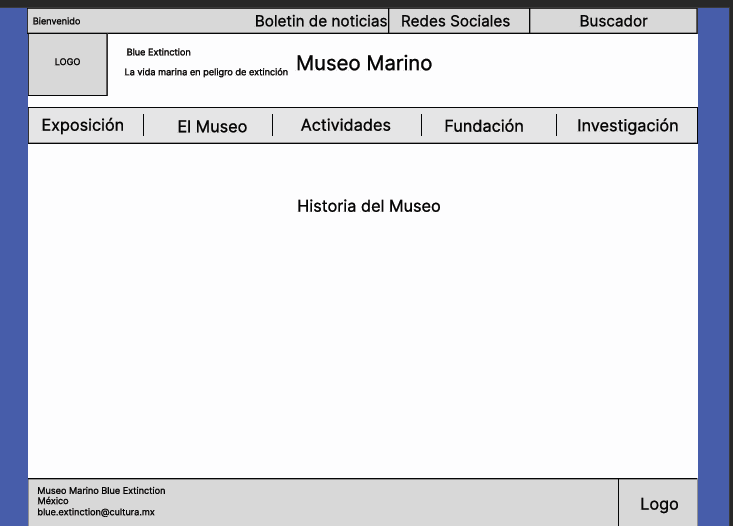 Bienvenido
Boletin de noticias
Redes Sociales
Buscador
LOGO
Blue Extinction
La vida marina en peligro de extinción
Museo Marino
Exposición
El Museo
Actividades
Fundación
Investigación
Historia del Museo
Museo Marino Blue Extinction
México
blue.extinction@cultura.mx
Logo